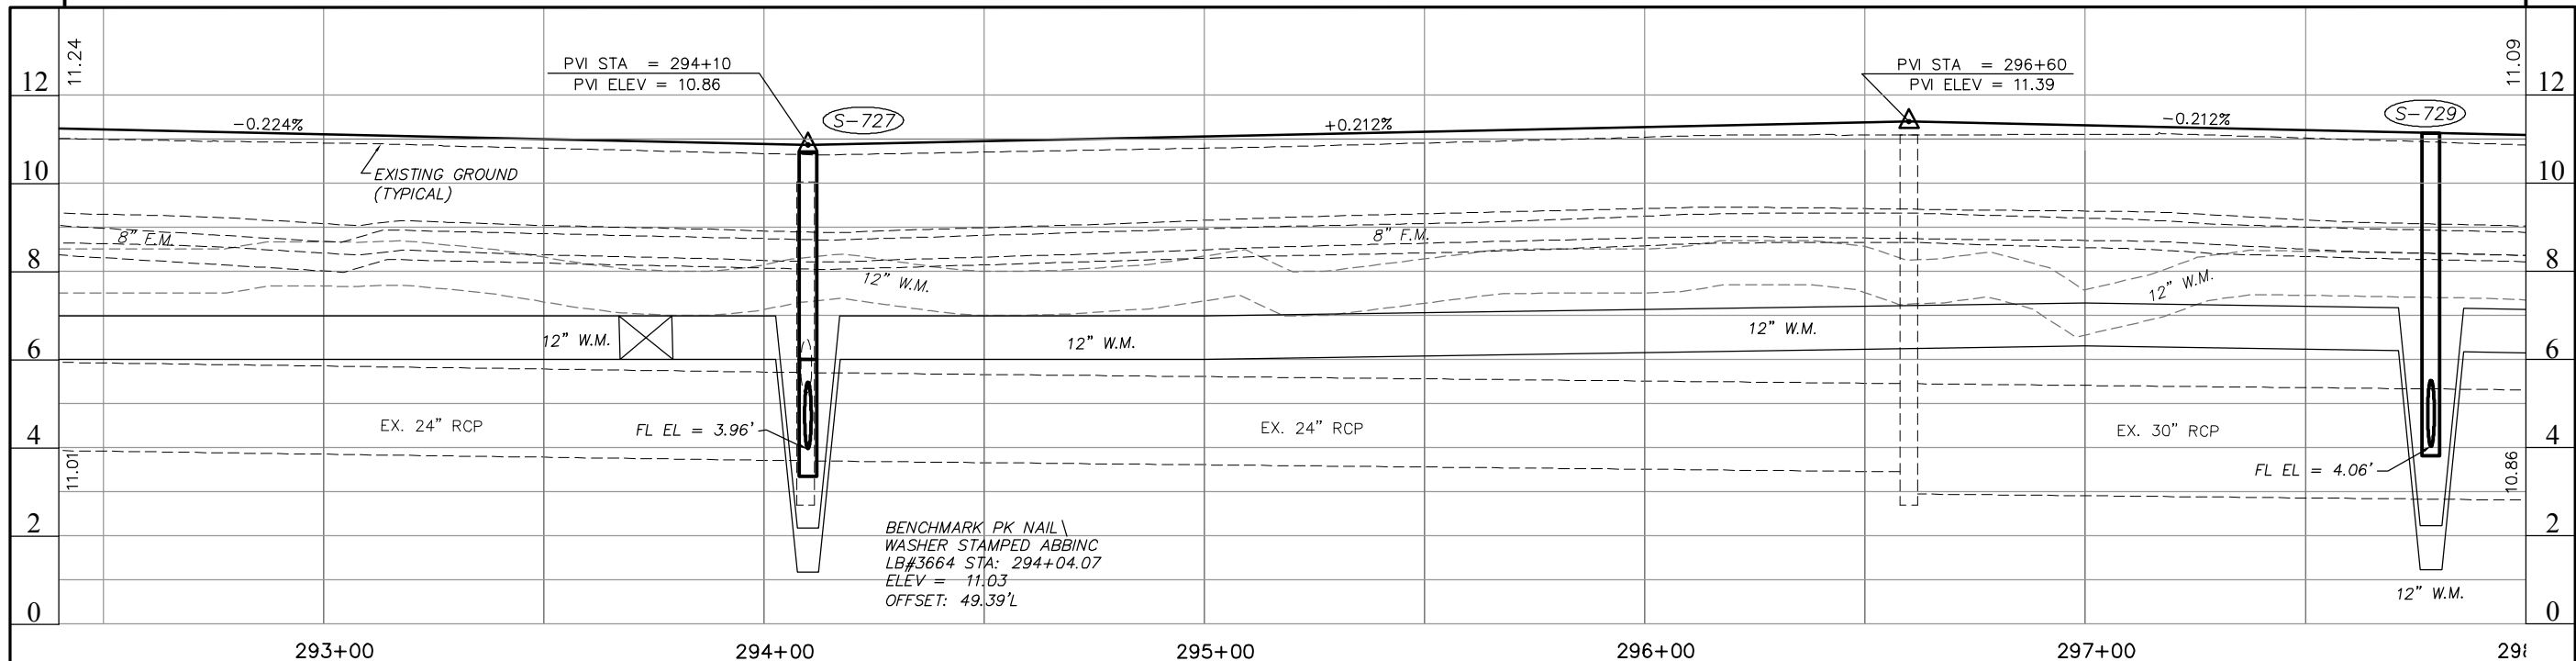 11.24
11.09
PVI STA = 294+10
PVI ELEV = 10.86
PVI STA = 296+60
PVI ELEV = 11.39
12
12
S-727
S-729
-0.224%
+0.212%
-0.212%
EXISTING GROUND
(TYPICAL)
10
10
8" F.M.
8" F.M.
8
8
12" W.M.
12" W.M.
12" W.M.
12" W.M.
12" W.M.
6
6
EX. 24" RCP
FL EL = 3.96'
EX. 24" RCP
EX. 30" RCP
4
4
11.01
FL EL = 4.06'
10.86
BENCHMARK PK NAIL\
WASHER STAMPED ABBINC
LB#3664 STA: 294+04.07
ELEV = 11.03
OFFSET: 49.39'L
2
2
12" W.M.
0
0
293+00
294+00
295+00
296+00
297+00